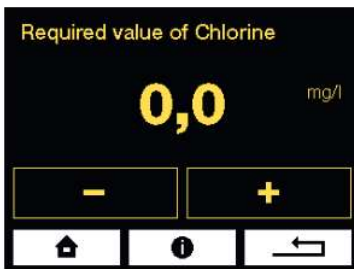 Required value of Chlorine
0,0 mg/l
- +
i